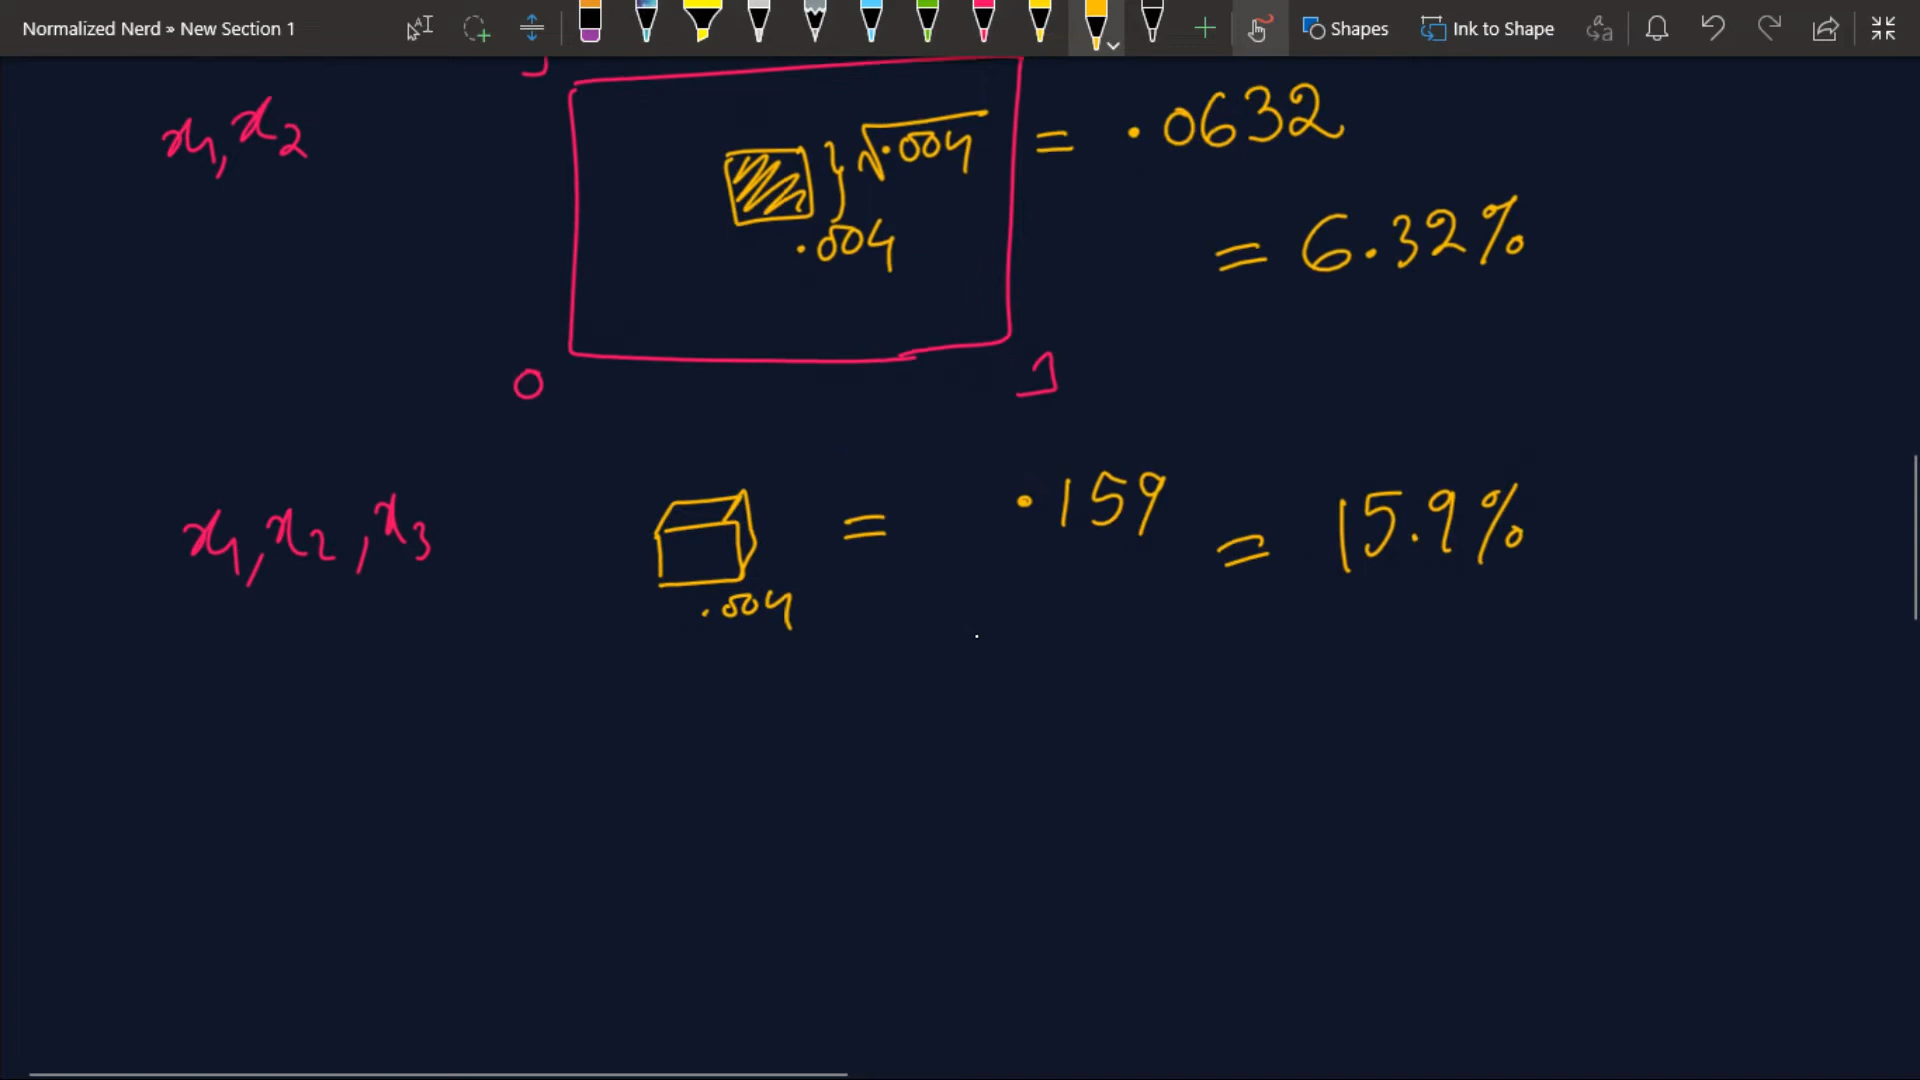 Normalized Nerd » New Section 1
Shapes
Ink to Shape
x1, x2
√.004 = .0632
.004
= 6.32%
0
1
x1, x2, x3
= .159 = 15.9%
.004